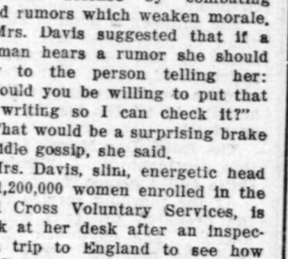 d rumors which weaken morale.
Mrs. Davis suggested that if a
man hears a rumor she should
to the person telling her:
ould you be willing to put that
writing so I can check it?"
hat would be a surprising brake
idle gossip, she said.
Mrs. Davis, slim, energetic head
1,200,000 women enrolled in the
Cross Voluntary Services, is
k at her desk after an inspec-
trip to England to see how